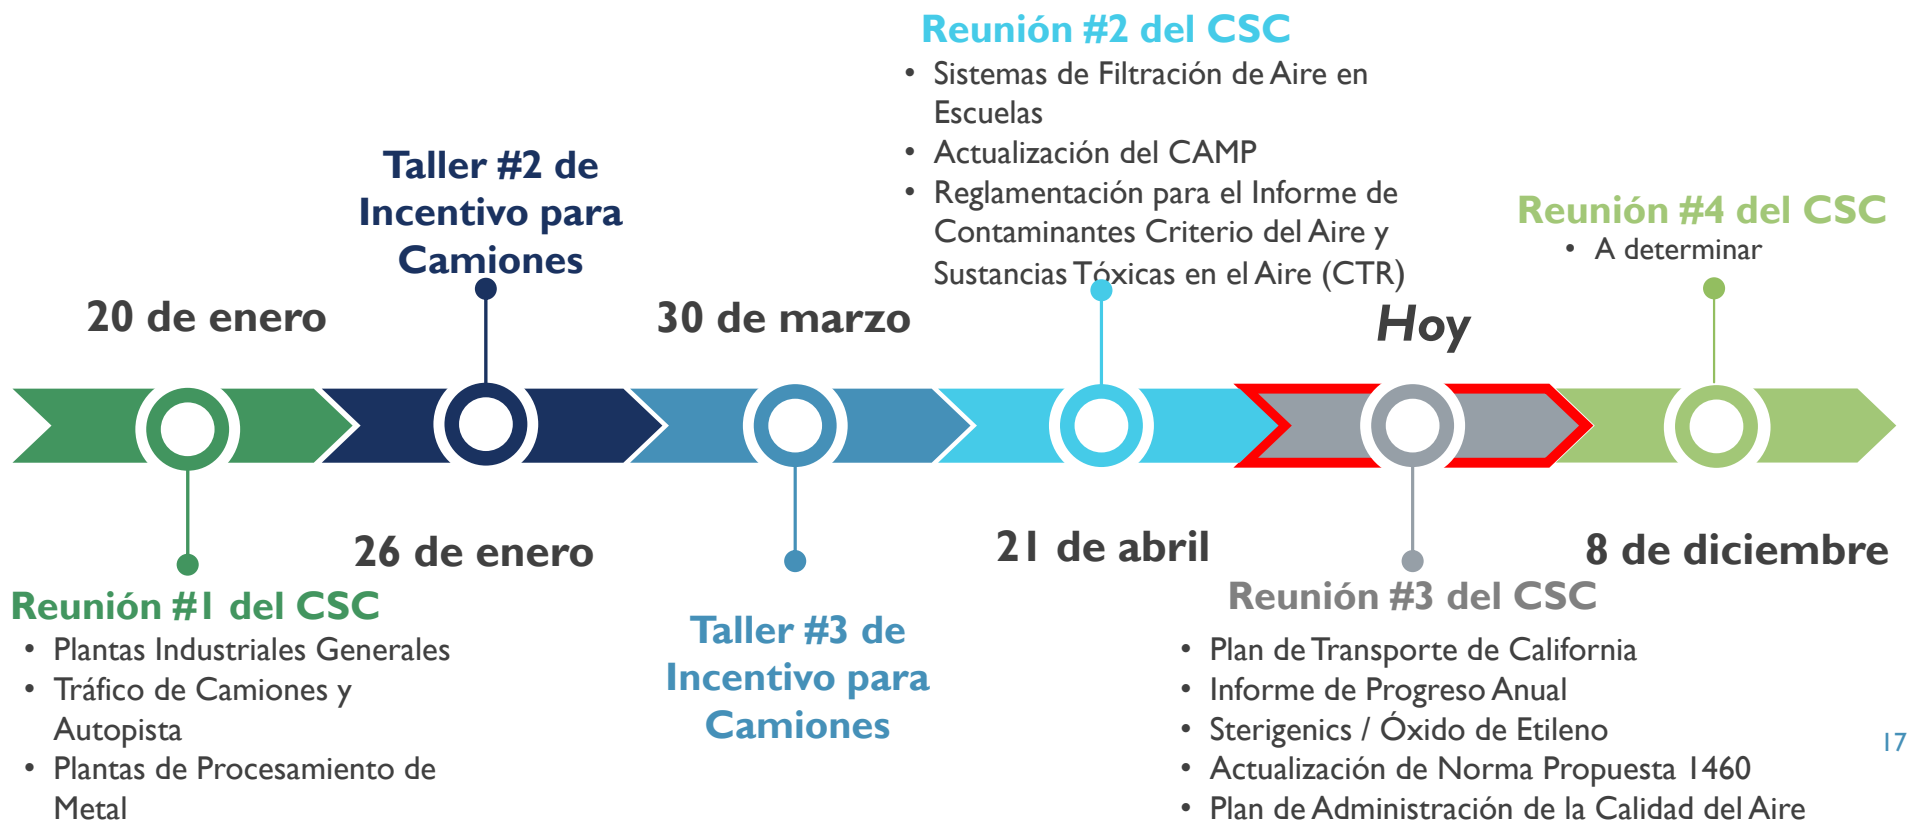 Reunión #2 del CSC
• Sistemas de Filtración de Aire en
Escuelas
• Actualización del CAMP
• Reglamentación para el Informe de
Contaminantes Criterio del Aire y
Sustancias Tóxicas en el Aire (CTR)
Taller #2 de
Incentivo para
Camiones
Reunión #4 del CSC
• A determinar
20 de enero
30 de marzo
Hoy
26 de enero
21 de abril
8 de diciembre
Reunión #1 del CSC
• Plantas Industriales Generales
• Tráfico de Camiones y
Autopista
• Plantas de Procesamiento de
Metal
Taller #3 de
Incentivo para
Camiones
Reunión #3 del CSC
• Plan de Transporte de California
• Informe de Progreso Anual
• Sterigenics / Óxido de Etileno
• Actualización de Norma Propuesta 1460
• Plan de Administración de la Calidad del Aire
17